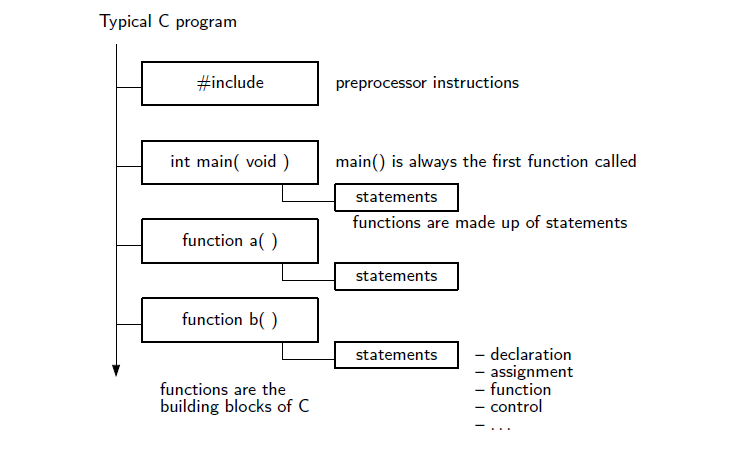 Typical C program
#include
preprocessor instructions
int main( void )
main() is always the first function called
statements
functions are made up of statements
function a( )
statements
function b( )
statements
– declaration
– assignment
– function
– control
– . . .
functions are the
building blocks of C